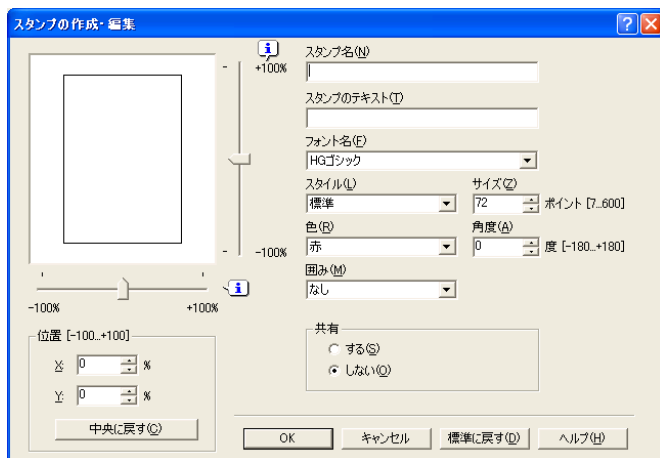 スタンプの作成・編集
+100%
-100%
-100%
+100%
位置 [-100...+100]
X: 0 %
Y: 0 %
中央に戻す(C)
スタンプ名(N)
スタンプのテキスト(T)
フォント名(F)
HGゴシック
スタイル(L)
サイズ(Z)
標準
72 ポイント [7...600]
色(R)
角度(A)
赤
0 度 [-180...+180]
囲み(M)
なし
共有
する(S)
しない(O)
OK キャンセル 標準に戻す(D) ヘルプ(H)